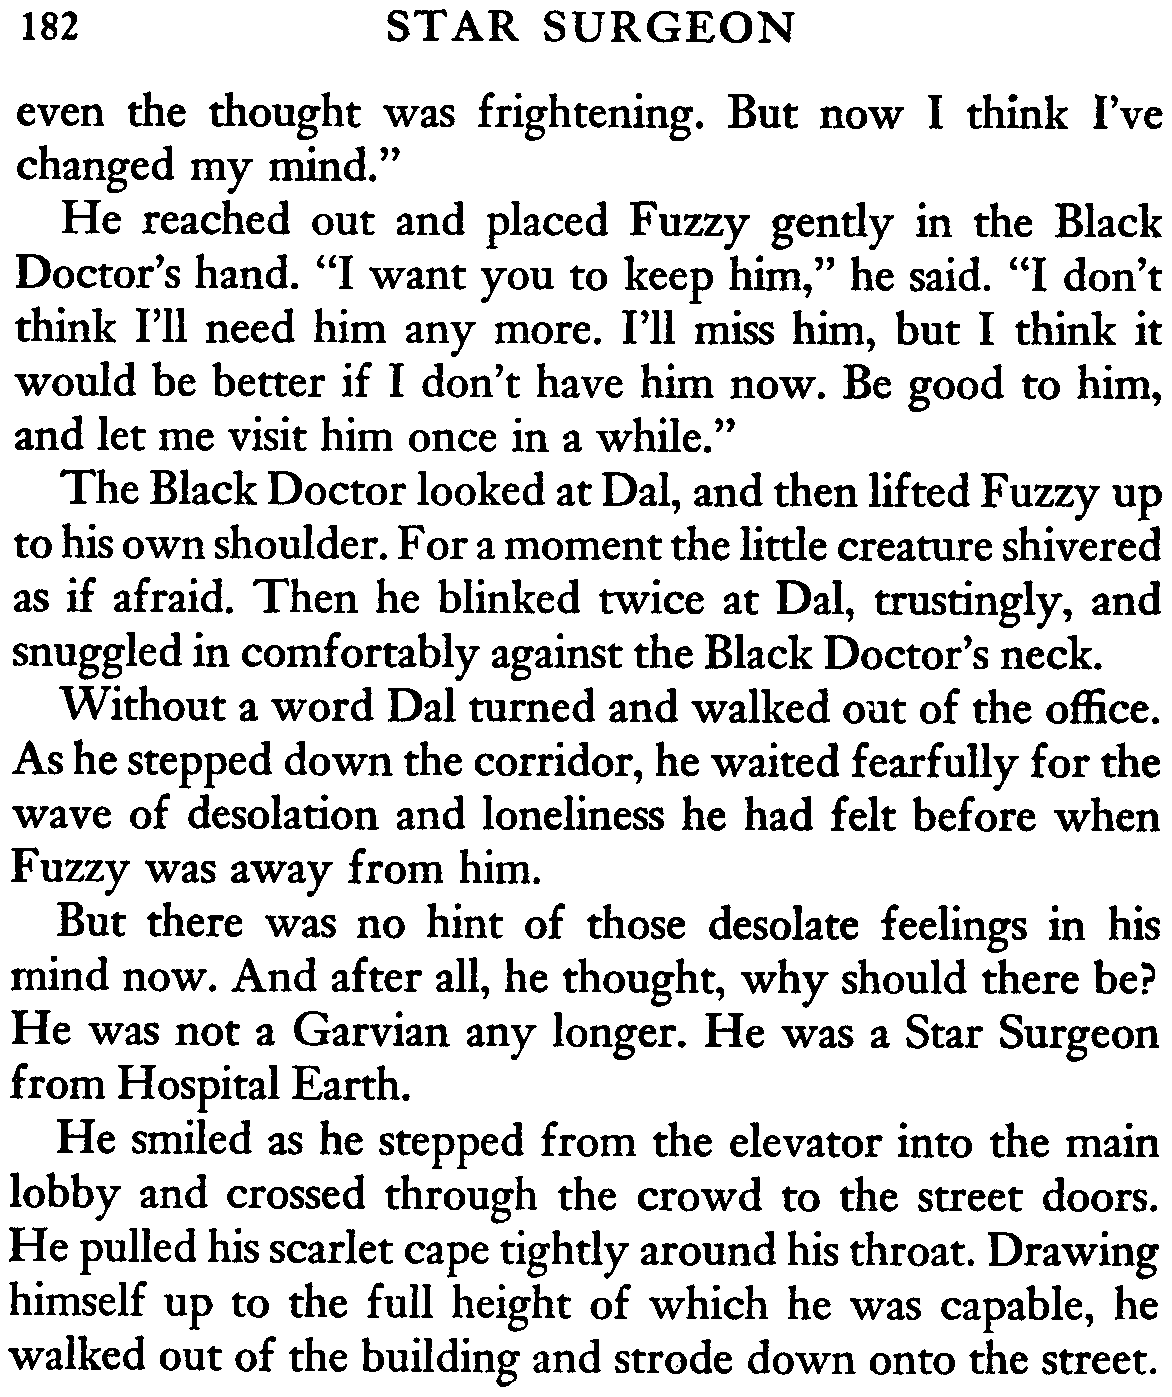 182 STAR SURGEON
even the thought was frightening. But now I think I've
changed my mind.”
He reached out and placed Fuzzy gently in the Black
Doctor's hand. “I want you to keep him,” he said. “I don't
think I'll need him any more. I'll miss him, but I think it
would be better if I don't have him now. Be good to him,
and let me visit him once in a while.”
The Black Doctor looked at Dal, and then lifted Fuzzy up
to his own shoulder. For a moment the little creature shivered
as if afraid. Then he blinked twice at Dal, trustingly, and
snuggled in comfortably against the Black Doctor's neck.
Without a word Dal turned and walked out of the office.
As he stepped down the corridor, he waited fearfully for the
wave of desolation and loneliness he had felt before when
Fuzzy was away from him.
But there was no hint of those desolate feelings in his
mind now. And after all, he thought, why should there be?
He was not a Garvian any longer. He was a Star Surgeon
from Hospital Earth.
He smiled as he stepped from the elevator into the main
lobby and crossed through the crowd to the street doors.
He pulled his scarlet cape tightly around his throat. Drawing
himself up to the full height of which he was capable, he
walked out of the building and strode down onto the street.